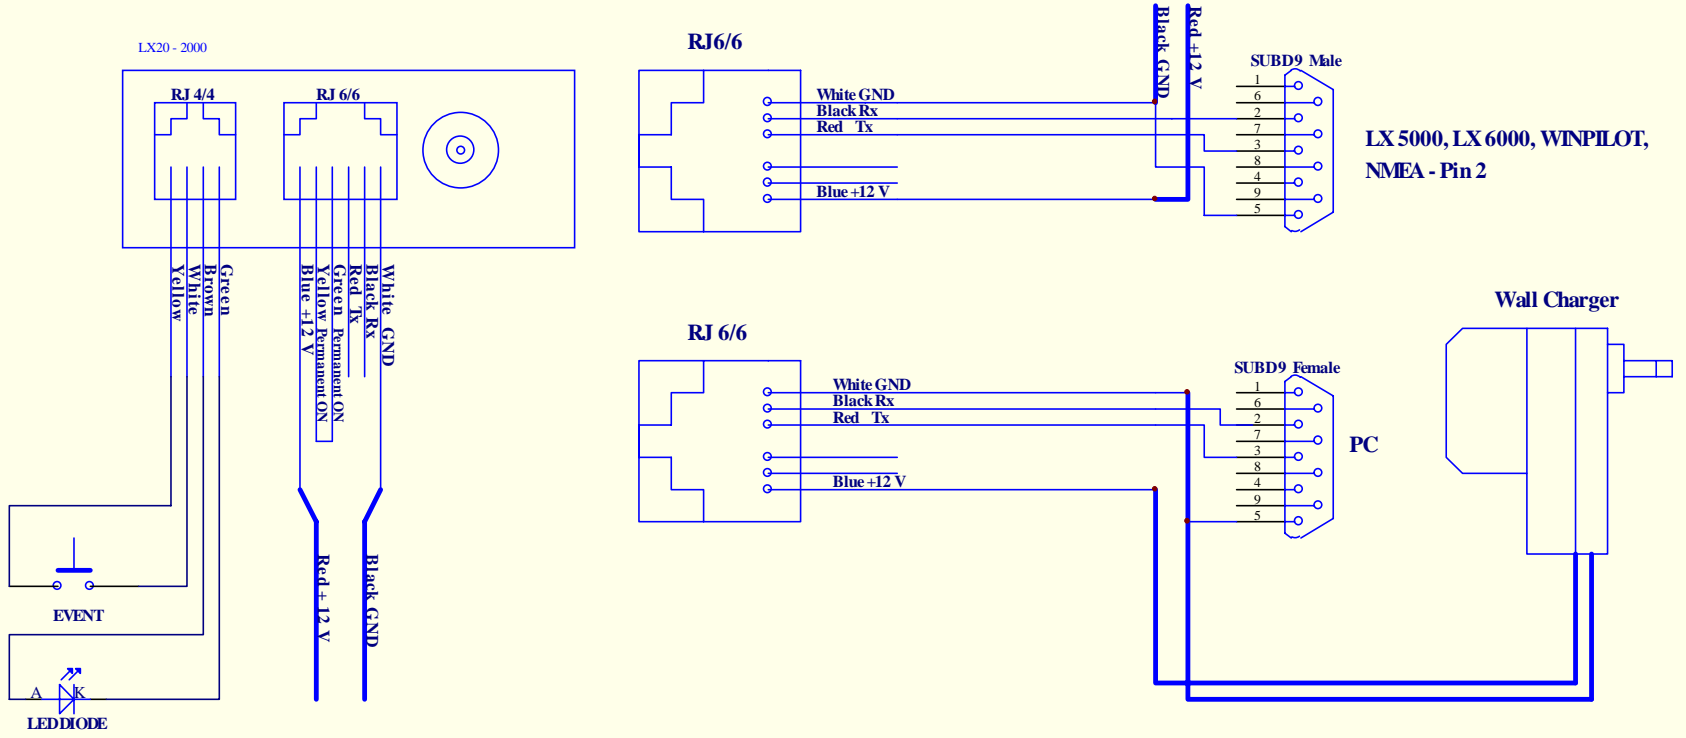 LX20 - 2000
RJ 4/4
RJ 6/6
Yellow
White
Brown
Green
Blue +12 V
Yellow Permanent ON
Green Permanent ON
Red Tx
Black Rx
White GND
Red + 12 V
Black GND
EVENT
A
K
LED DIODE
RJ6/6
White GND
Black Rx
Red Tx
Blue +12 V
Black GND
Red +12 V
SUBD9 Male
1
6
2
7
3
8
4
9
5
LX 5000, LX 6000, WINPILOT,
NMEA - Pin 2
RJ 6/6
White GND
Black Rx
Red Tx
Blue +12 V
SUBD9 Female
1
6
2
7
3
8
4
9
5
PC
Wall Charger